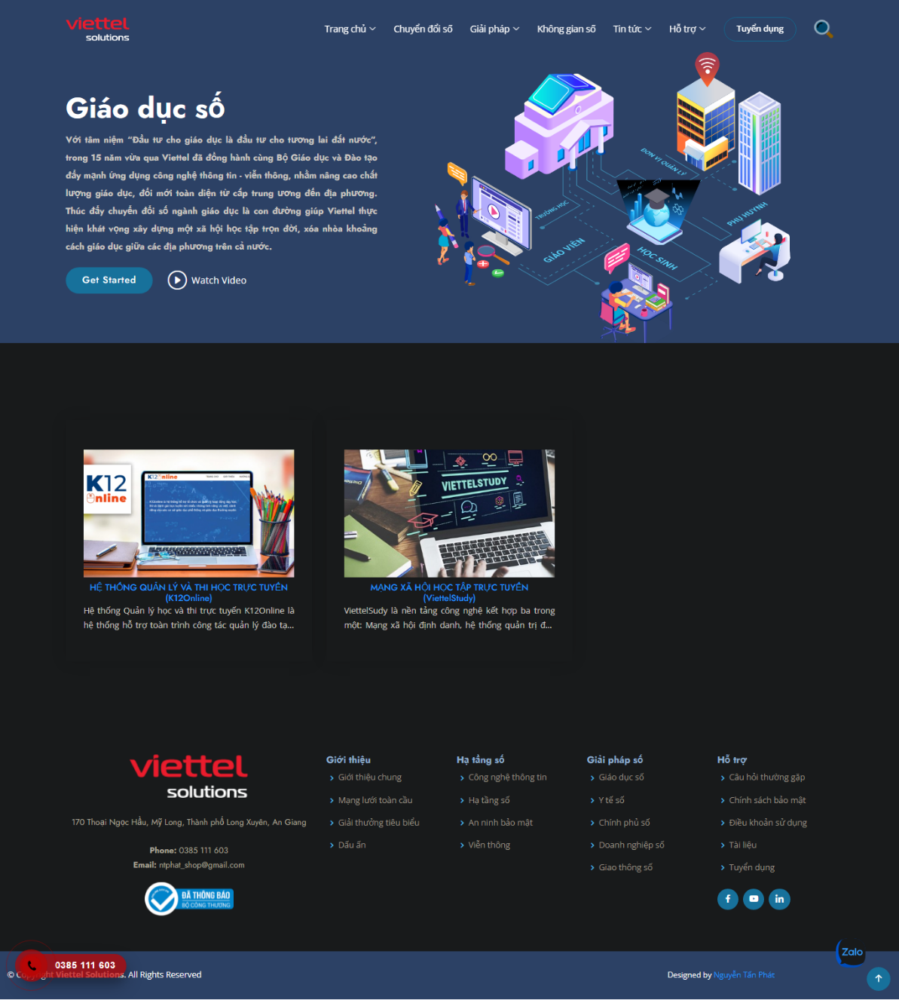 viettel
solutions
Trang chủ
Chuyển đổi số
Giải pháp
Không gian số
Tin tức
Hỗ trợ
Tuyển dụng
Giáo dục số
Với tâm niệm “Đầu tư cho giáo dục là đầu tư cho tương lai đất nước”,
trong 15 năm vừa qua Viettel đã đồng hành cùng Bộ Giáo dục và Đào tạo
đẩy mạnh ứng dụng công nghệ thông tin - viễn thông, nhằm nâng cao chất
lượng giáo dục, đổi mới toàn diện từ cấp trung ương đến địa phương.
Thúc đẩy chuyển đổi số ngành giáo dục là con đường giúp Viettel thực
hiện khát vọng xây dựng một xã hội học tập trọn đời, xóa nhòa khoảng
cách giáo dục giữa các địa phương trên cả nước.
Get Started
Watch Video
ĐƠN VỊ QUẢN LÝ
TRƯỜNG HỌC
PHỤ HUYNH
GIÁO VIÊN
HỌC SINH
K12
Online
K12Online
VIETTELSTUDY
HỆ THỐNG QUẢN LÝ VÀ THI HỌC TRỰC TUYẾN
(K12Online)
Hệ thống Quản lý học và thi trực tuyến K12Online là
hệ thống hỗ trợ toàn trình công tác quản lý đào tạ...
MẠNG XÃ HỘI HỌC TẬP TRỰC TUYẾN
(ViettelStudy)
ViettelSudy là nền tảng công nghệ kết hợp ba trong
một: Mạng xã hội định danh, hệ thống quản trị đ...
viettel
solutions
170 Thoại Ngọc Hầu, Mỹ Long, Thành phố Long Xuyên, An Giang
Phone: 0385 111 603
Email: ntphat_shop@gmail.com
ĐÃ THÔNG BÁO
BỘ CÔNG THƯƠNG
Giới thiệu
Giới thiệu chung
Mạng lưới toàn cầu
Giải thưởng tiêu biểu
Dấu ấn
Hạ tầng số
Công nghệ thông tin
Hạ tầng số
An ninh bảo mật
Viễn thông
Giải pháp số
Giáo dục số
Y tế số
Chính phủ số
Doanh nghiệp số
Giao thông số
Hỗ trợ
Câu hỏi thường gặp
Chính sách bảo mật
Điều khoản sử dụng
Tài liệu
Tuyển dụng
Zalo
0385 111 603
© Copyright Viettel Solutions. All Rights Reserved
Designed by Nguyễn Tấn Phát